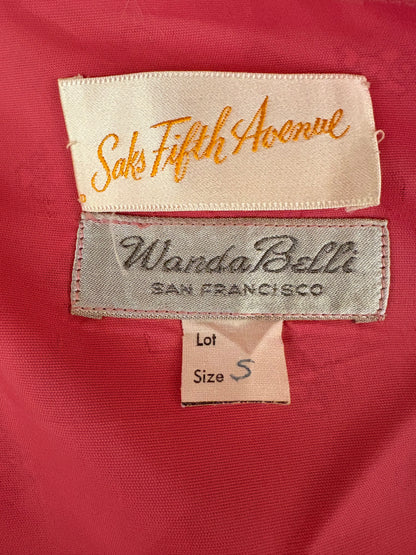 Saks Fifth Avenue
Wanda Belli
SAN FRANCISCO
Lot
Size S